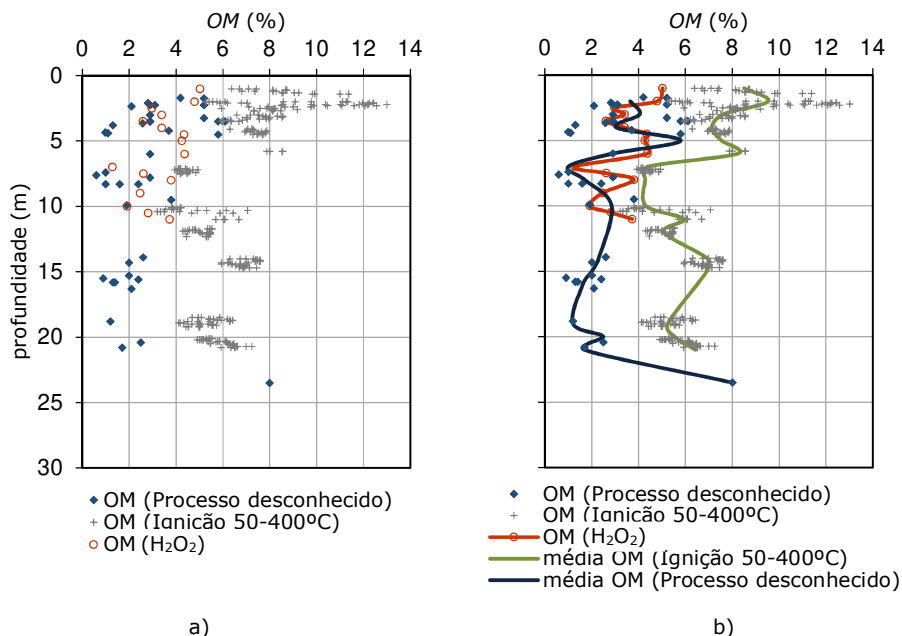 OM (%)
0 2 4 6 8 10 12 14
0
5
10
15
20
25
30
profundidade (m)
OM (Processo desconhecido)
OM (Ignição 50-400ºC)
OM (H₂O₂)
a)
OM (%)
0 2 4 6 8 10 12 14
OM (Processo desconhecido)
OM (Ignição 50-400ºC)
OM (H₂O₂)
média OM (Ignição 50-400ºC)
média OM (Processo desconhecido)
b)